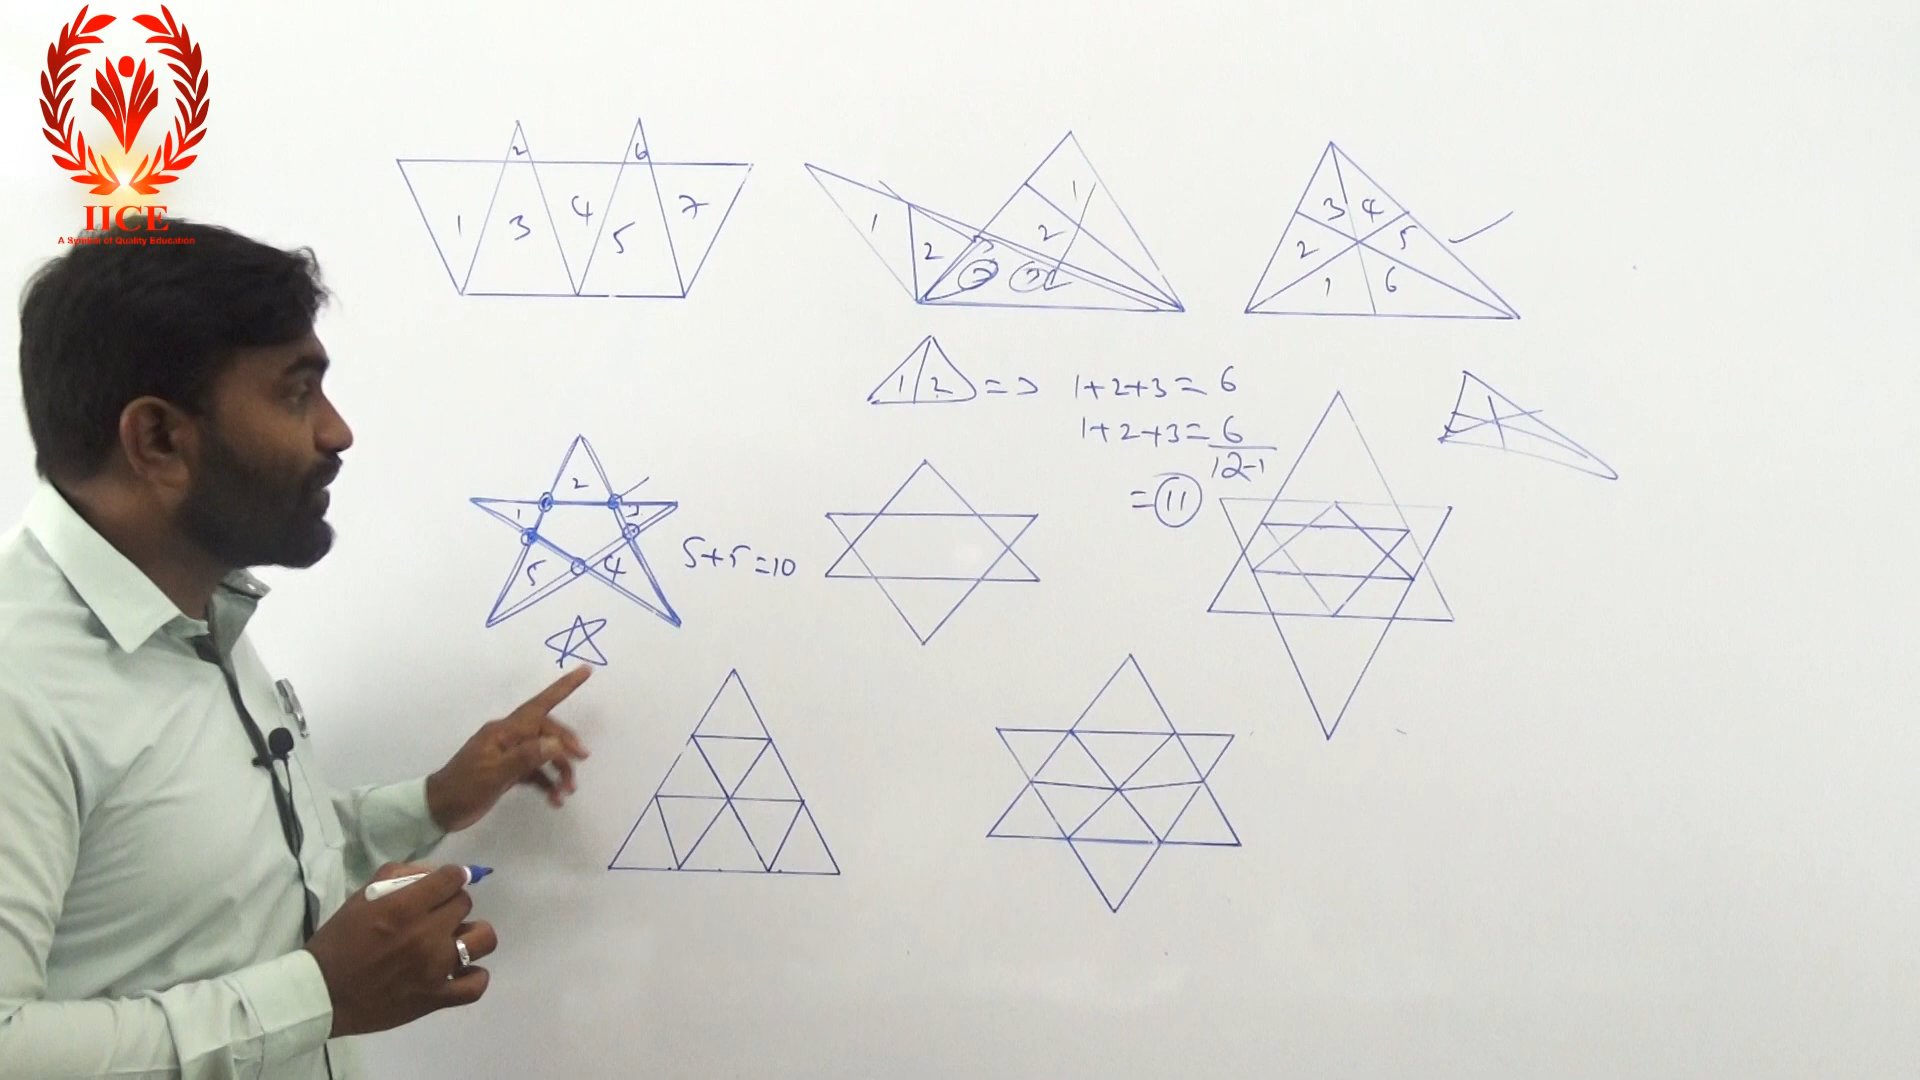 IICE
A Symbol of Quality Education
1 2 3 4 5 6 7
1 2 1 2
1 2 3 4 5 6
1 2 = 3
1+2+3 = 6
1+2+3 = 6
12-1
= 11
1 2 3 4 5
5+5=10